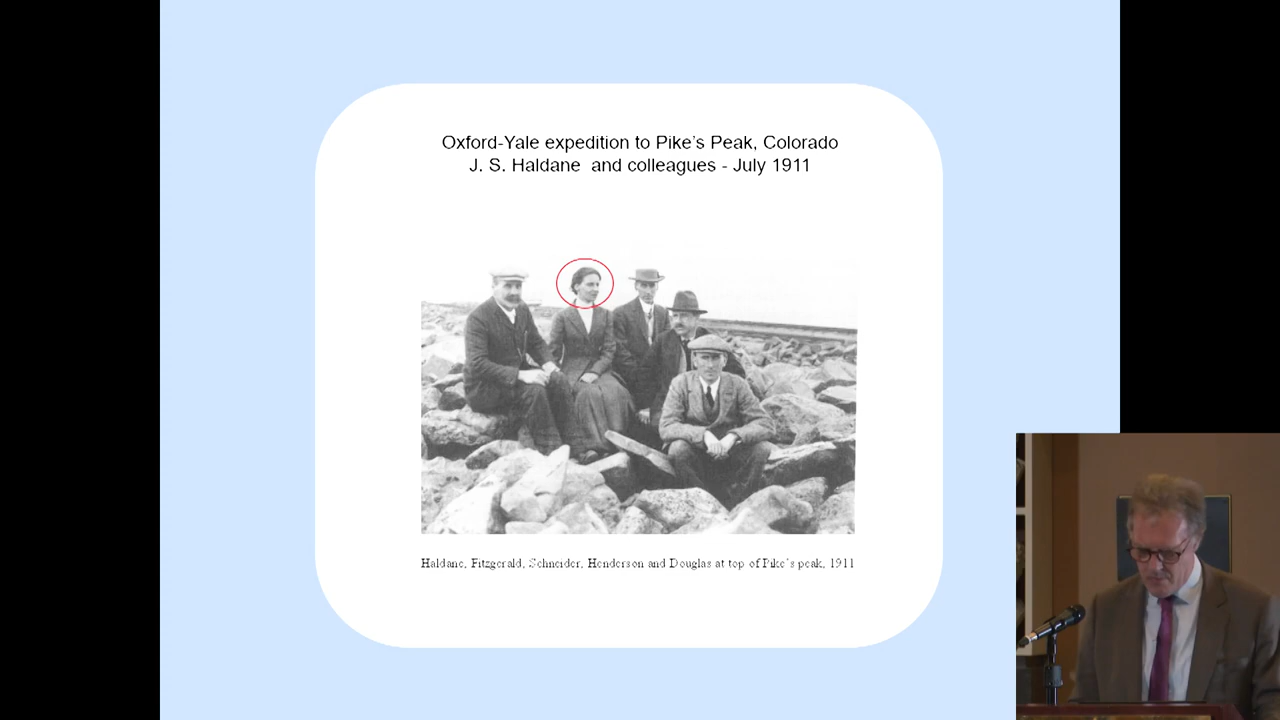 Oxford-Yale expedition to Pike's Peak, Colorado
J. S. Haldane and colleagues - July 1911
Haldane, Fitzgerald, Schneider, Henderson and Douglas at top of Pike's peak, 1911